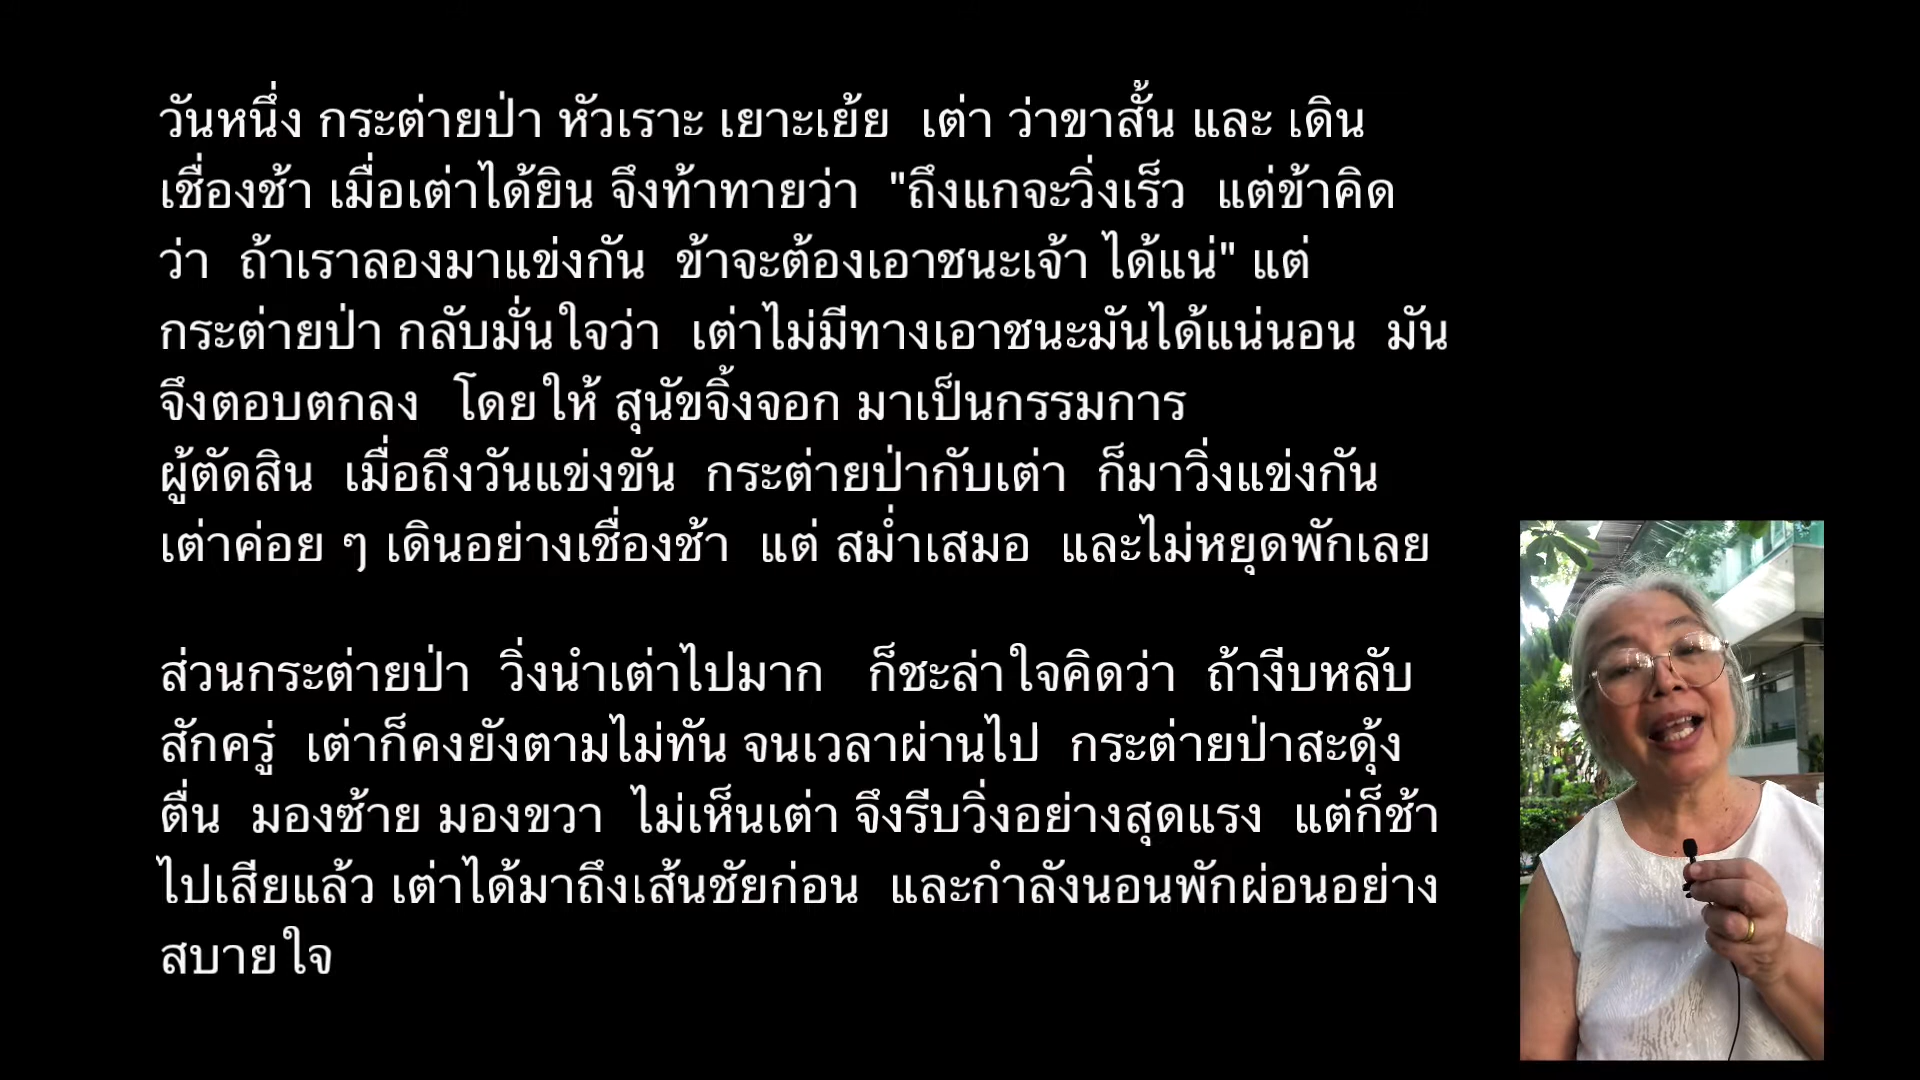 วันหนึ่ง กระต่ายป่า หัวเราะ เยาะเย้ย  เต่า ว่าขาสั้น และ เดิน
เชื่องช้า เมื่อเต่าได้ยิน จึงท้าทายว่า  "ถึงแกจะวิ่งเร็ว  แต่ข้าคิด
ว่า  ถ้าเราลองมาแข่งกัน  ข้าจะต้องเอาชนะเจ้า ได้แน่" แต่
กระต่ายป่า กลับมั่นใจว่า  เต่าไม่มีทางเอาชนะมันได้แน่นอน  มัน
จึงตอบตกลง  โดยให้ สุนัขจิ้งจอก มาเป็นกรรมการ
ผู้ตัดสิน  เมื่อถึงวันแข่งขัน  กระต่ายป่ากับเต่า  ก็มาวิ่งแข่งกัน
เต่าค่อย ๆ เดินอย่างเชื่องช้า  แต่ สม่ำเสมอ  และไม่หยุดพักเลย
ส่วนกระต่ายป่า  วิ่งนำเต่าไปมาก   ก็ชะล่าใจคิดว่า  ถ้างีบหลับ
สักครู่  เต่าก็คงยังตามไม่ทัน จนเวลาผ่านไป  กระต่ายป่าสะดุ้ง
ตื่น  มองซ้าย มองขวา  ไม่เห็นเต่า จึงรีบวิ่งอย่างสุดแรง  แต่ก็ช้า
ไปเสียแล้ว เต่าได้มาถึงเส้นชัยก่อน  และกำลังนอนพักผ่อนอย่าง
สบายใจ